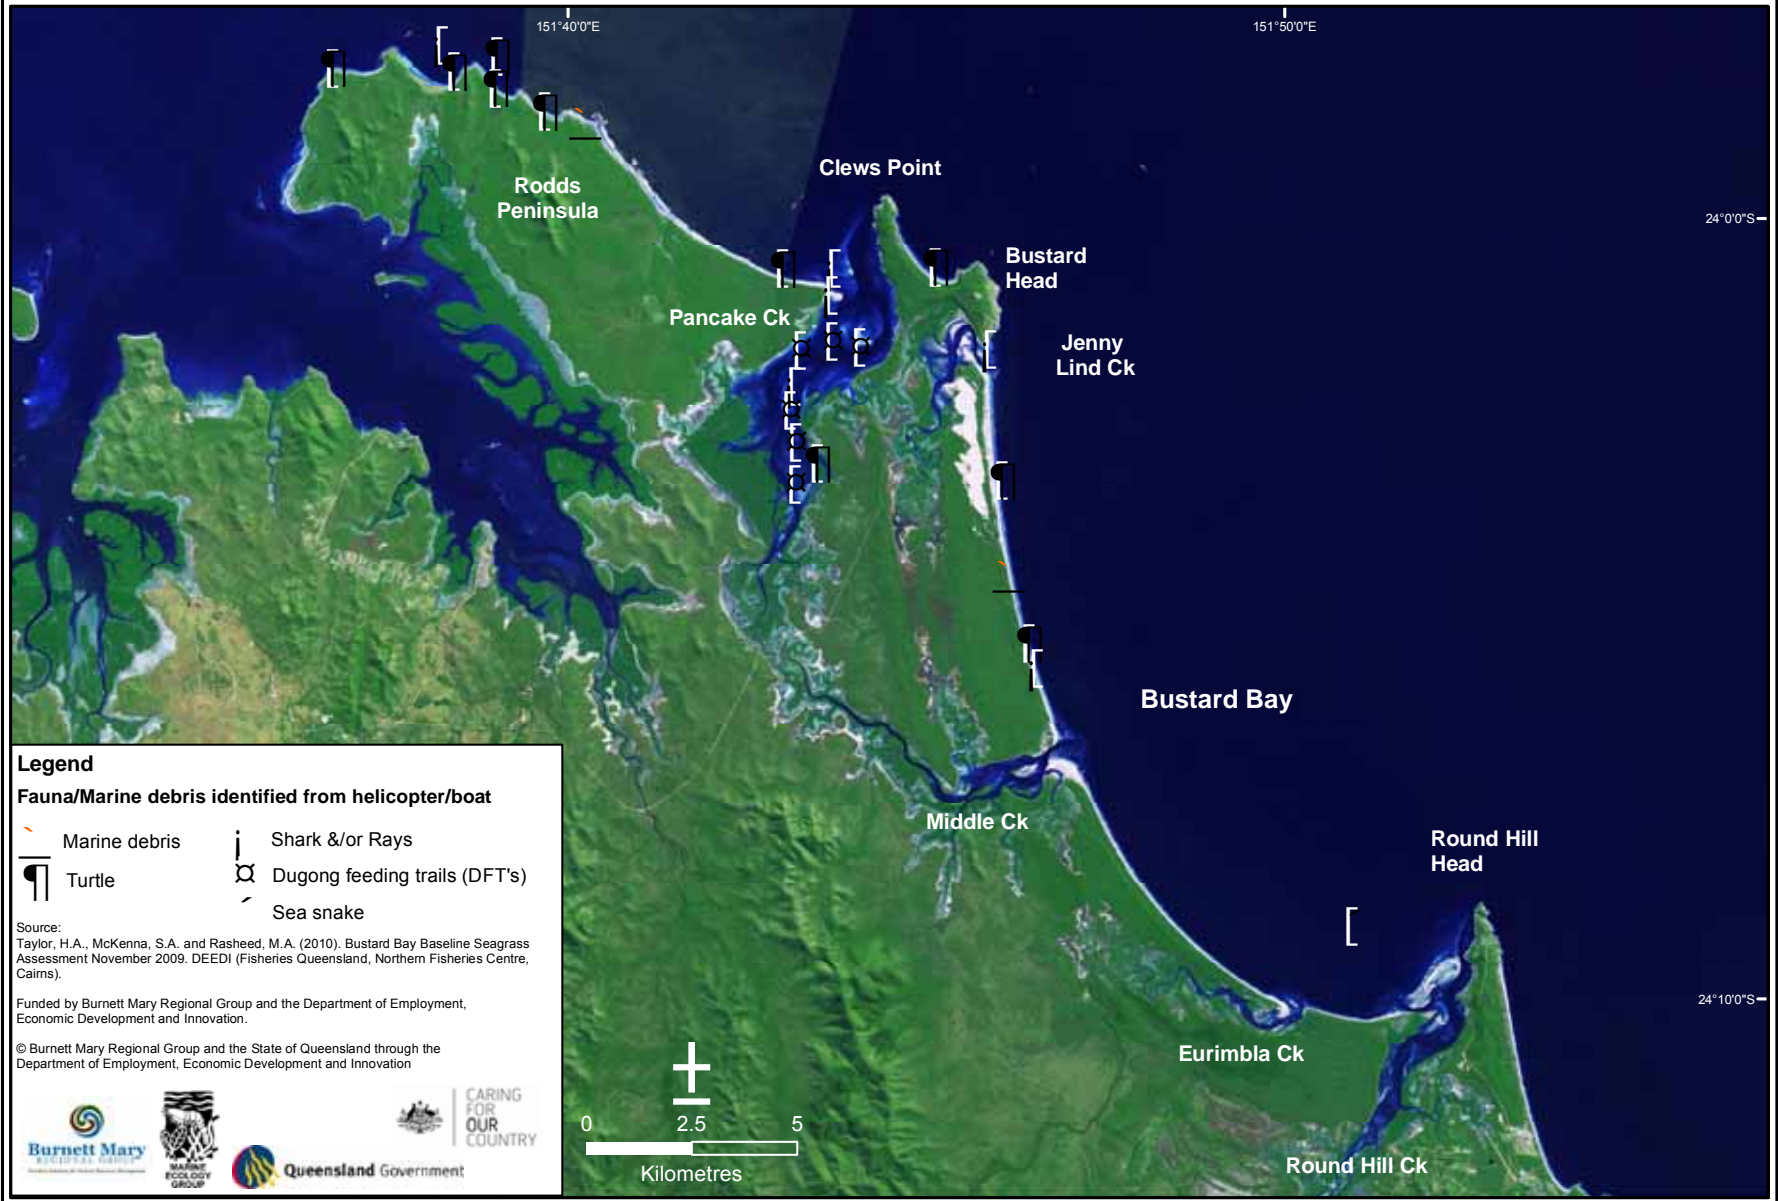 151°40'0"E
151°50'0"E
Clews Point
Rodds
Peninsula
24°0'0"S
Bustard
Head
Pancake Ck
Jenny
Lind Ck
Bustard Bay
Middle Ck
Round Hill
Head
24°10'0"S
Eurimbla Ck
Round Hill Ck
Legend
Fauna/Marine debris identified from helicopter/boat
Marine debris
Shark &/or Rays
Turtle
Dugong feeding trails (DFT's)
Sea snake
Source:
Taylor, H.A., McKenna, S.A. and Rasheed, M.A. (2010). Bustard Bay Baseline Seagrass
Assessment November 2009. DEEDI (Fisheries Queensland, Northern Fisheries Centre,
Cairns).
Funded by Burnett Mary Regional Group and the Department of Employment,
Economic Development and Innovation.
© Burnett Mary Regional Group and the State of Queensland through the
Department of Employment, Economic Development and Innovation
Burnett Mary
REGIONAL GROUP
MARINE
ECOLOGY
GROUP
Queensland Government
CARING
FOR
OUR
COUNTRY
0 2.5 5
Kilometres